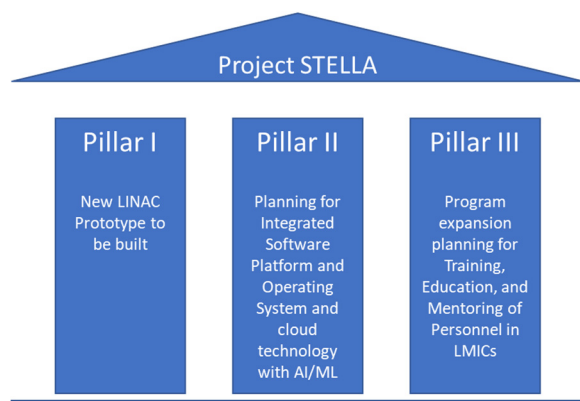 Project STELLA
Pillar I
New LINAC
Prototype to
be built
Pillar II
Planning for
Integrated
Software
Platform and
Operating
System and
cloud
technology
with AI/ML
Pillar III
Program
expansion
planning for
Training,
Education, and
Mentoring of
Personnel in
LMICs